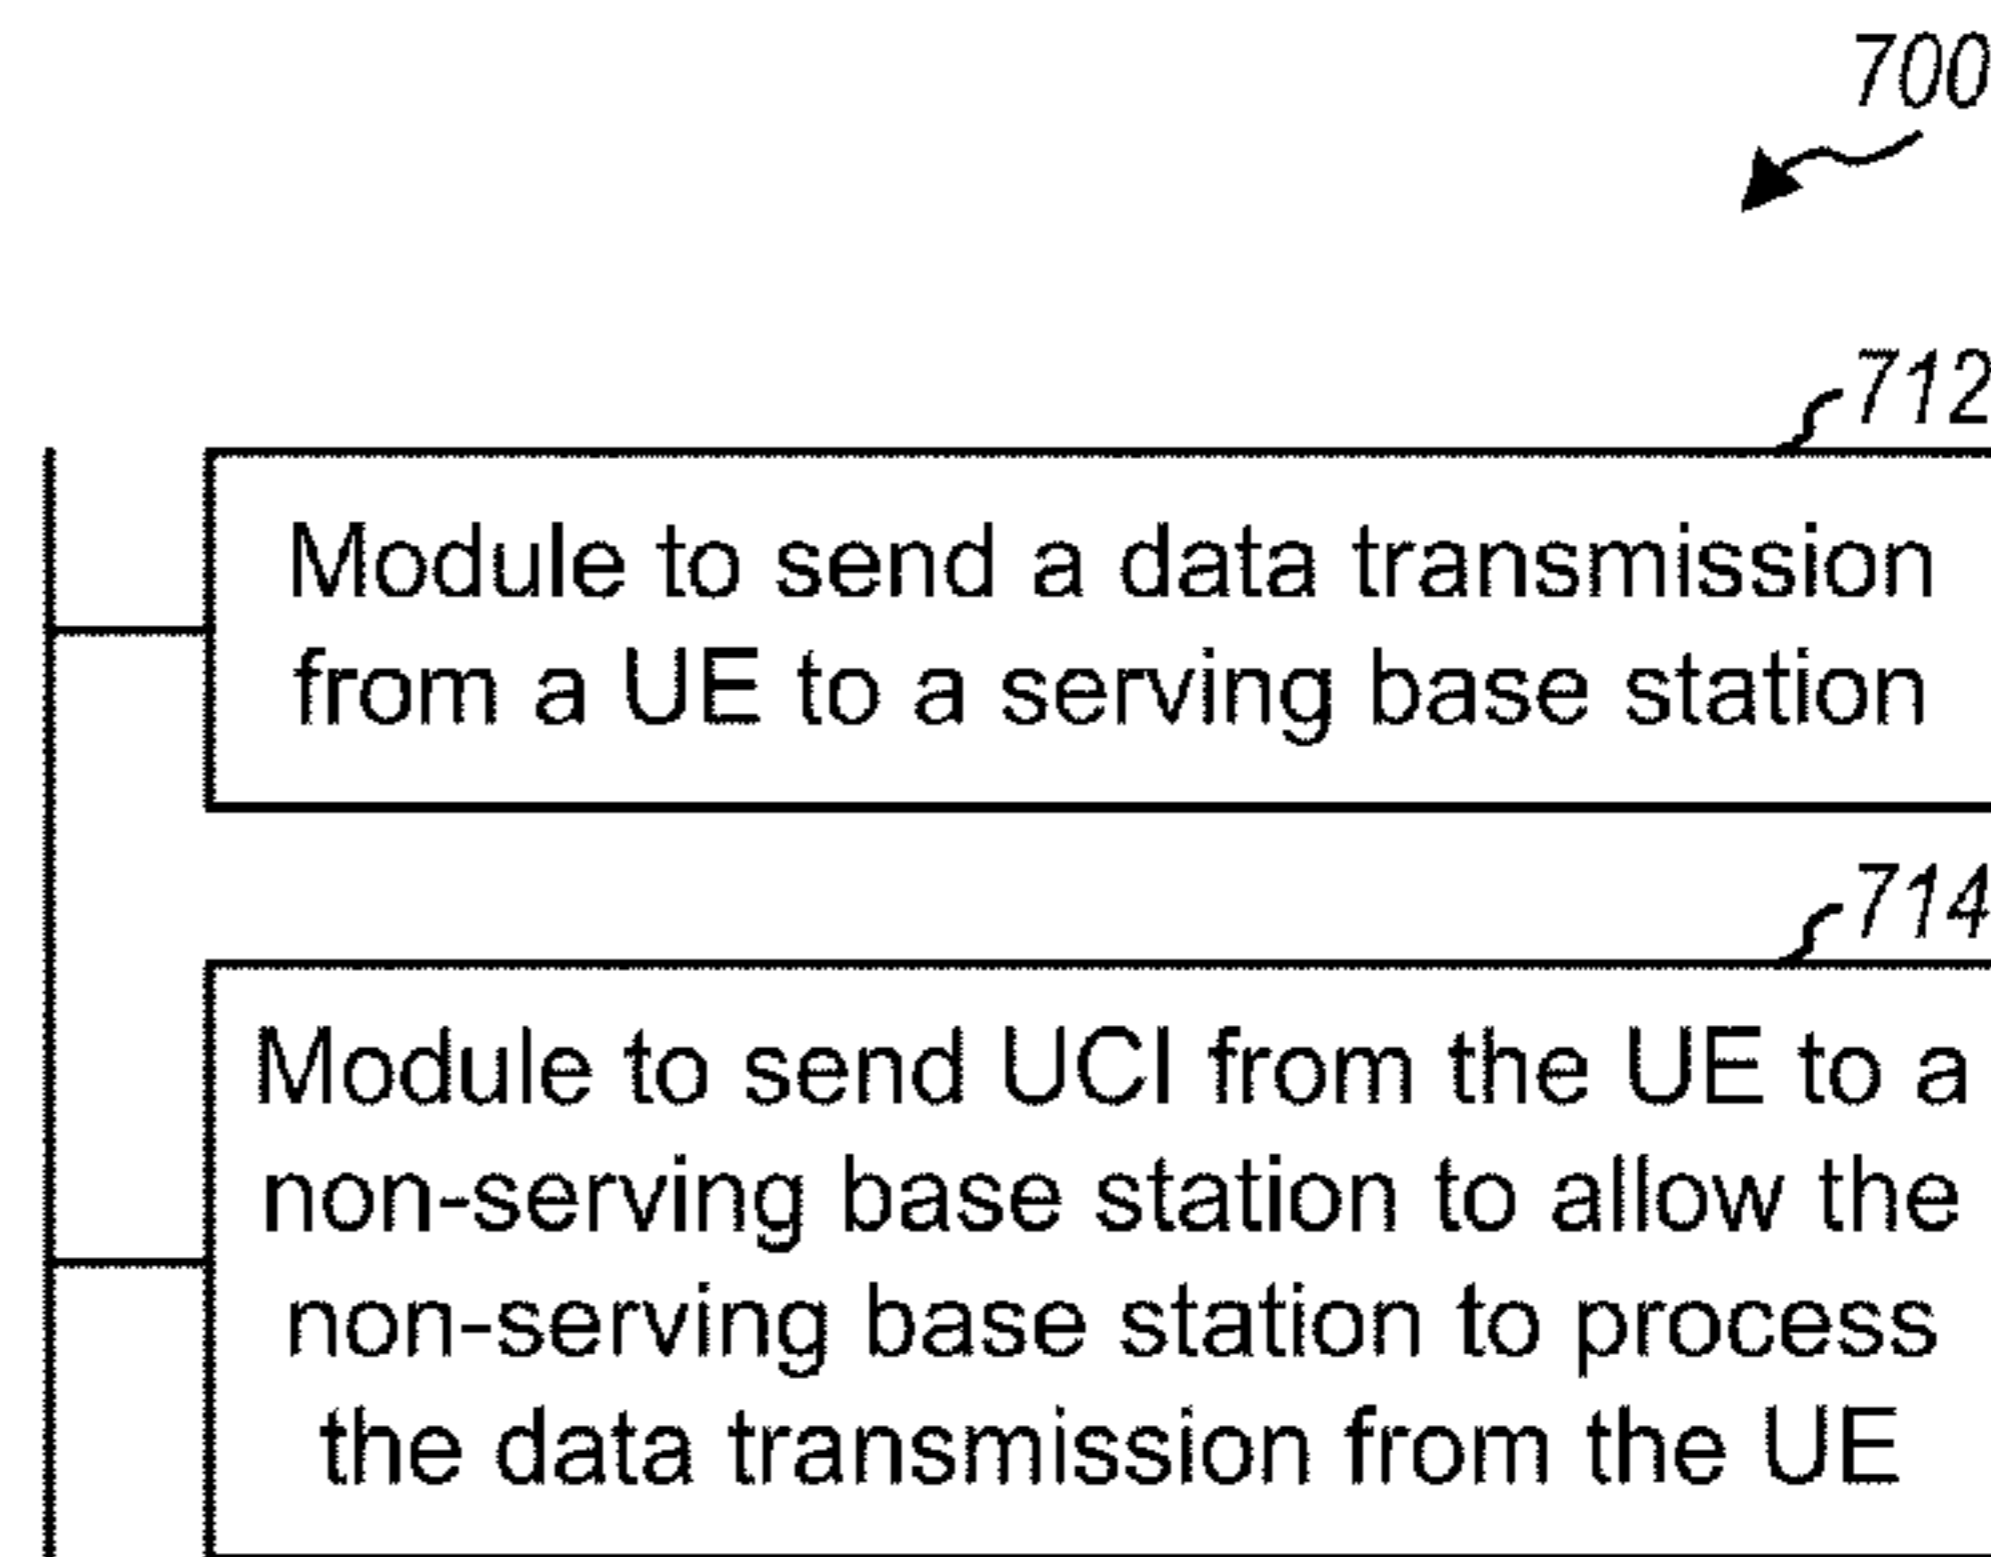 700
712
Module to send a data transmission
from a UE to a serving base station
714
Module to send UCI from the UE to a
non-serving base station to allow the
non-serving base station to process
the data transmission from the UE